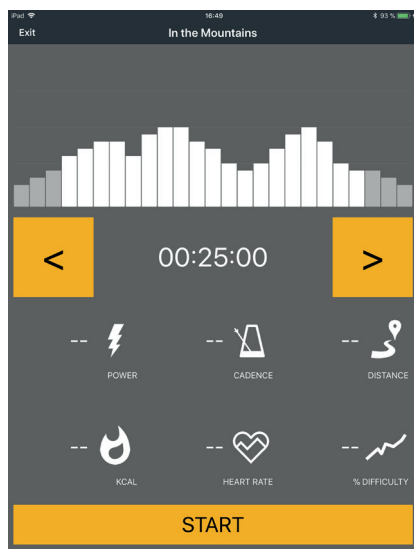 iPad 16:49 93 %
Exit In the Mountains
< 00:25:00 >
-- -- --
POWER CADENCE DISTANCE
-- -- --
KCAL HEART RATE % DIFFICULTY
START